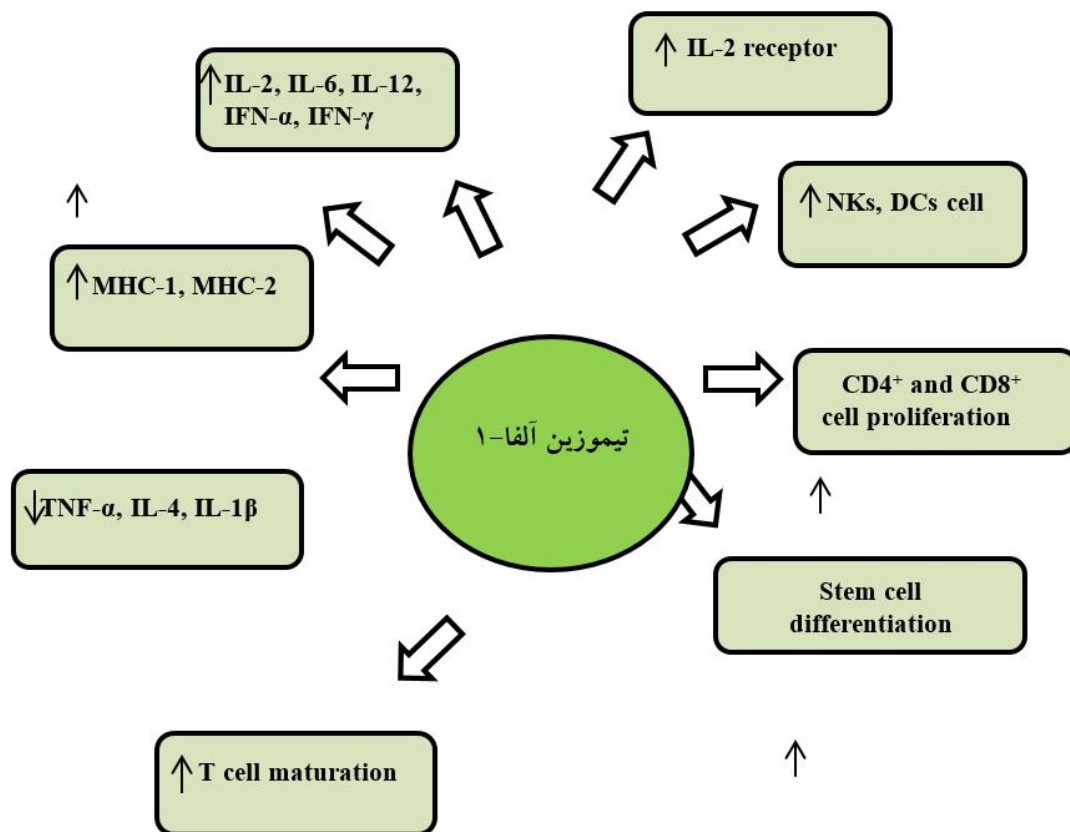 ↑ IL-2 receptor
↑ IL-2, IL-6, IL-12,
IFN-α, IFN-γ
↑ NKs, DCs cell
↑ MHC-1, MHC-2
CD4⁺ and CD8⁺
cell proliferation
تیموزین آلفا-۱
↓ TNF-α, IL-4, IL-1β
Stem cell
differentiation
↑ T cell maturation